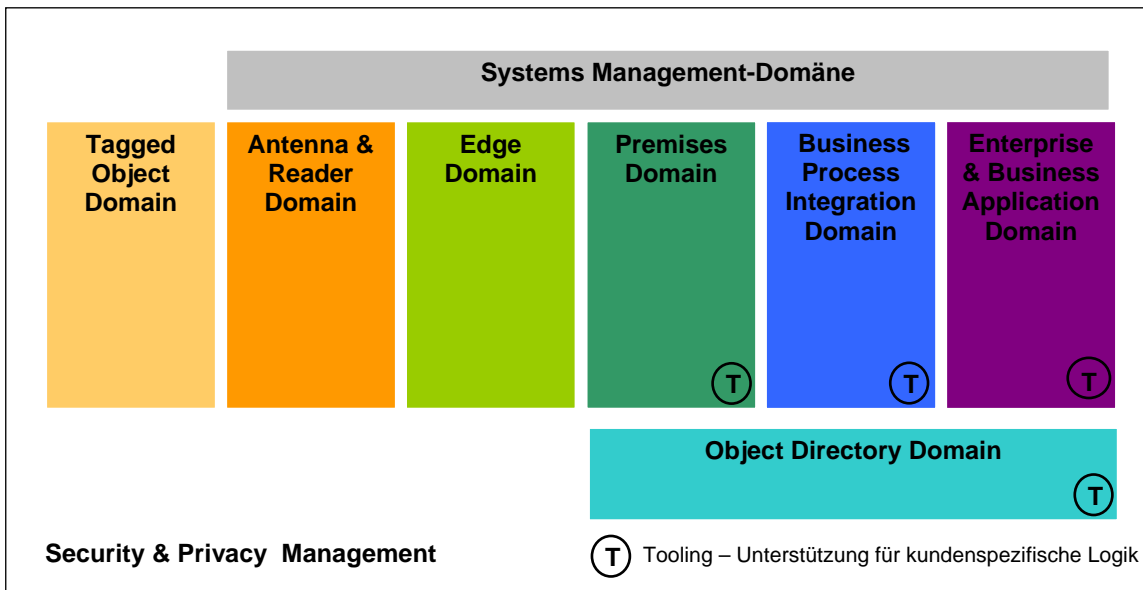 Systems Management-Domäne
Tagged
Object
Domain
Antenna &
Reader
Domain
Edge
Domain
Premises
Domain
T
Business
Process
Integration
Domain
T
Enterprise
& Business
Application
Domain
T
Object Directory Domain
T
Security & Privacy Management
T Tooling – Unterstützung für kundenspezifische Logik